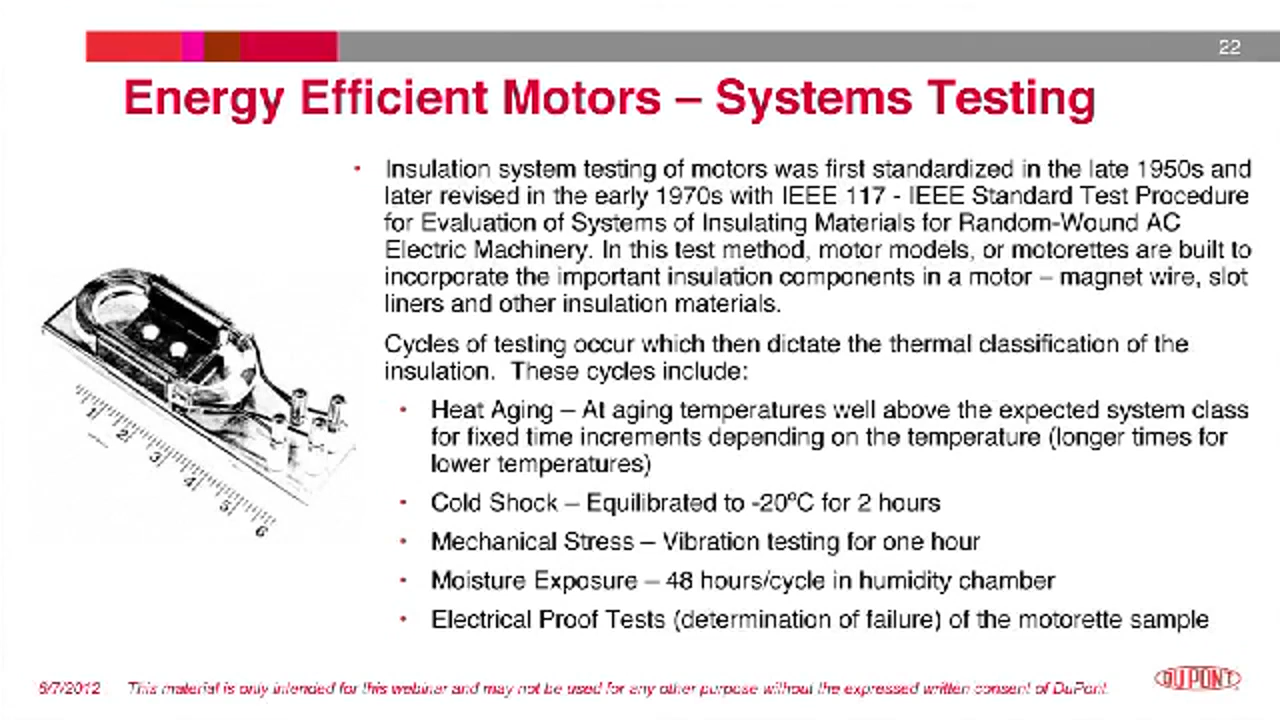 22
Energy Efficient Motors – Systems Testing
• Insulation system testing of motors was first standardized in the late 1950s and
later revised in the early 1970s with IEEE 117 - IEEE Standard Test Procedure
for Evaluation of Systems of Insulating Materials for Random-Wound AC
Electric Machinery. In this test method, motor models, or motorettes are built to
incorporate the important insulation components in a motor – magnet wire, slot
liners and other insulation materials.
Cycles of testing occur which then dictate the thermal classification of the
insulation. These cycles include:
• Heat Aging – At aging temperatures well above the expected system class
for fixed time increments depending on the temperature (longer times for
lower temperatures)
• Cold Shock – Equilibrated to -20ºC for 2 hours
• Mechanical Stress – Vibration testing for one hour
• Moisture Exposure – 48 hours/cycle in humidity chamber
• Electrical Proof Tests (determination of failure) of the motorette sample
1 2 3 4 5 6
6/7/2012 This material is only intended for this webinar and may not be used for any other purpose without the expressed written consent of DuPont.
DUPONT